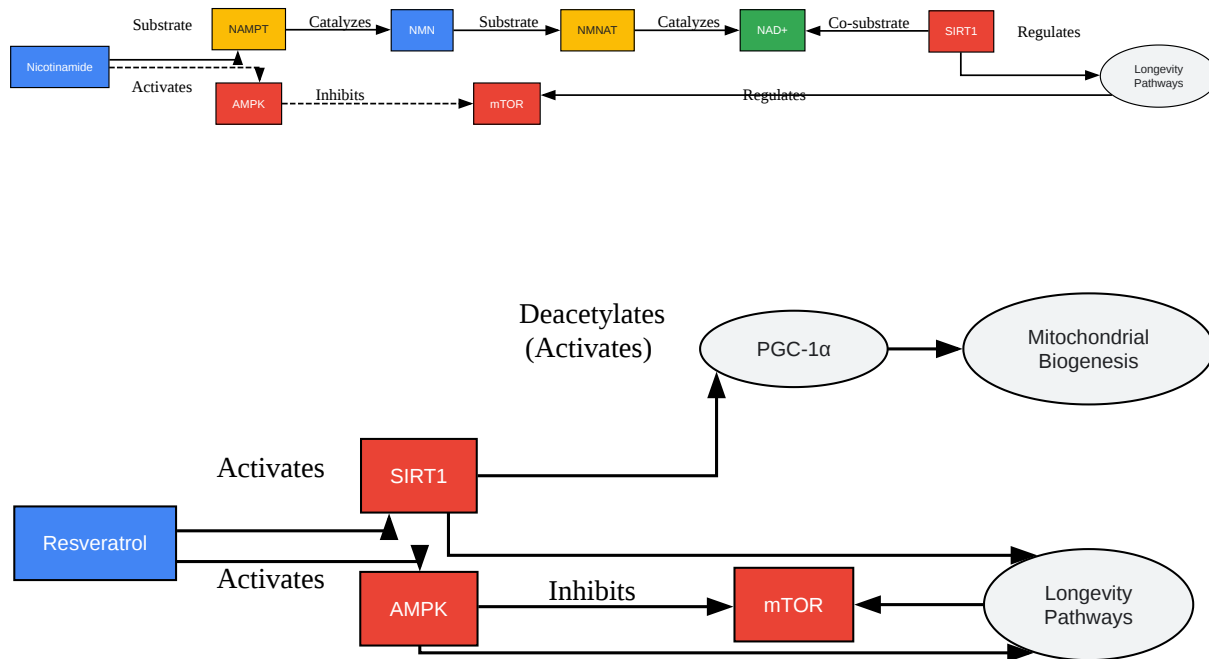 Substrate
NAMPT
Catalyzes
NMN
Substrate
NMNAT
Catalyzes
NAD+
Co-substrate
SIRT1
Regulates
Nicotinamide
Activates
AMPK
Inhibits
mTOR
Regulates
Longevity
Pathways
Deacetylates
(Activates)
PGC-1α
Mitochondrial
Biogenesis
Activates
SIRT1
Resveratrol
Activates
AMPK
Inhibits
mTOR
Longevity
Pathways